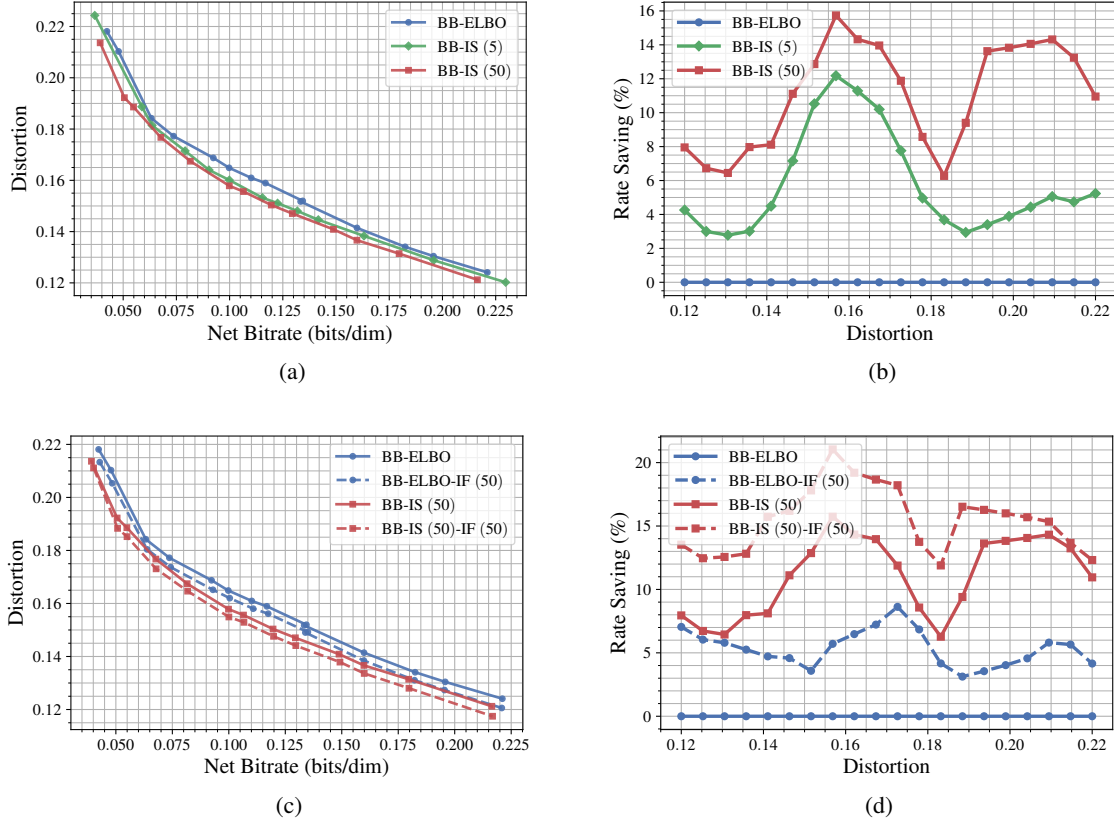 0.22
0.20
0.18
0.16
0.14
0.12
Distortion
0.050 0.075 0.100 0.125 0.150 0.175 0.200 0.225
Net Bitrate (bits/dim)
BB-ELBO
BB-IS (5)
BB-IS (50)
(a)
16
14
12
10
8
6
4
2
0
Rate Saving (%)
0.12 0.14 0.16 0.18 0.20 0.22
Distortion
BB-ELBO
BB-IS (5)
BB-IS (50)
(b)
0.22
0.20
0.18
0.16
0.14
0.12
Distortion
0.050 0.075 0.100 0.125 0.150 0.175 0.200 0.225
Net Bitrate (bits/dim)
BB-ELBO
BB-ELBO-IF (50)
BB-IS (50)
BB-IS (50)-IF (50)
(c)
20
15
10
5
0
Rate Saving (%)
0.12 0.14 0.16 0.18 0.20 0.22
Distortion
BB-ELBO
BB-ELBO-IF (50)
BB-IS (50)
BB-IS (50)-IF (50)
(d)